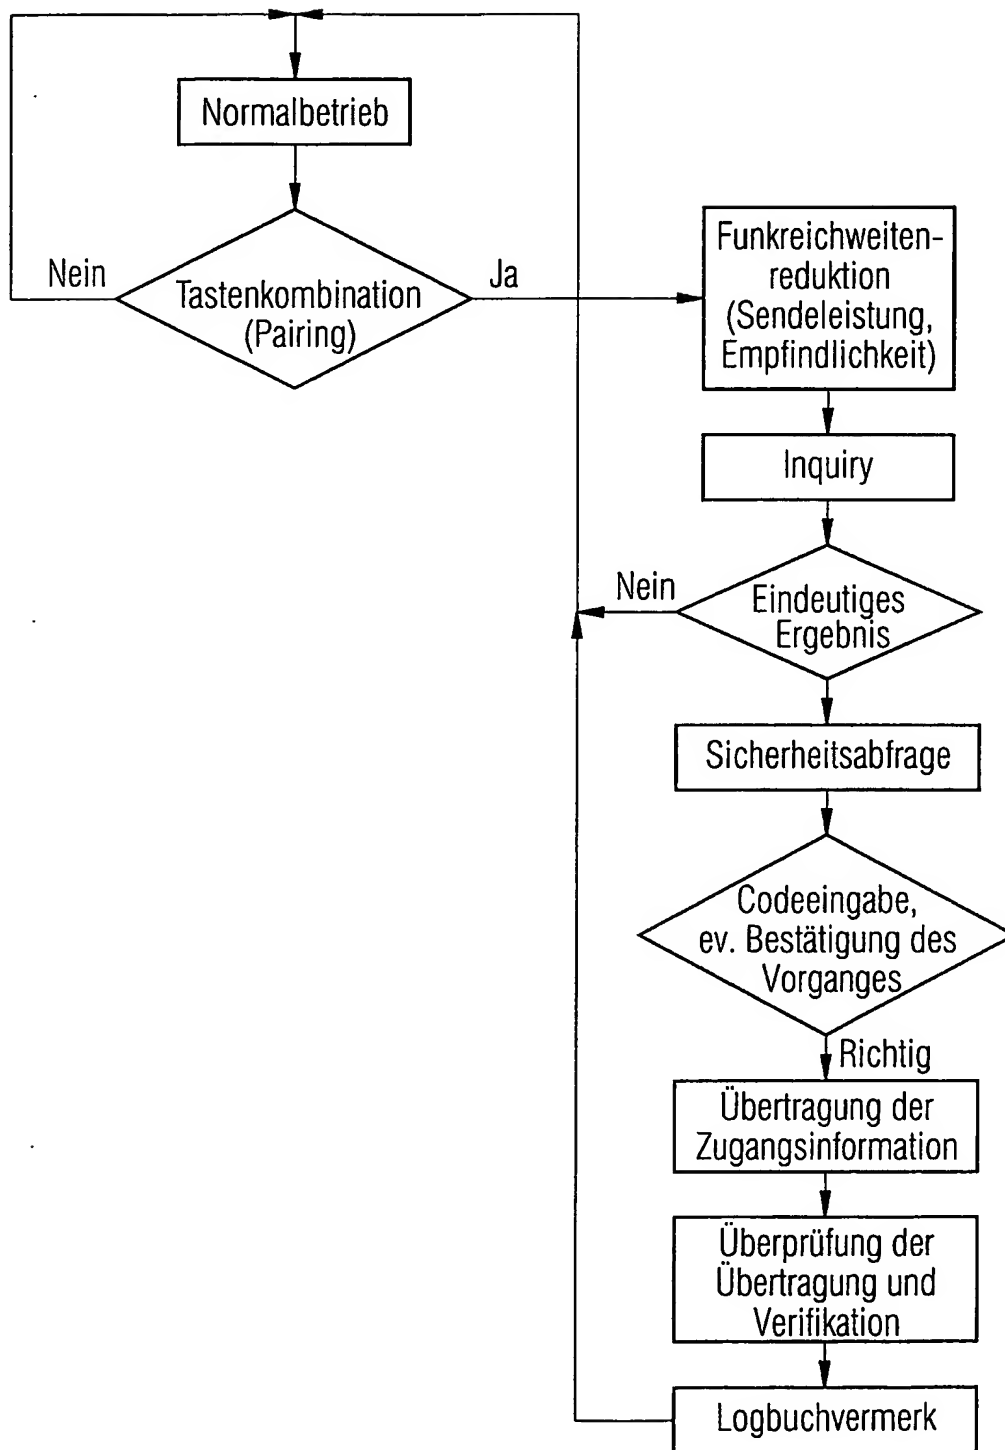 Normalbetrieb
Nein
Tastenkombination
(Pairing)
Ja
Funkreichweiten-
reduktion
(Sendeleistung,
Empfindlichkeit)
Inquiry
Nein
Eindeutiges
Ergebnis
Sicherheitsabfrage
Codeeingabe,
ev. Bestätigung des
Vorganges
Richtig
Übertragung der
Zugangsinformation
Überprüfung der
Übertragung und
Verifikation
Logbuchvermerk